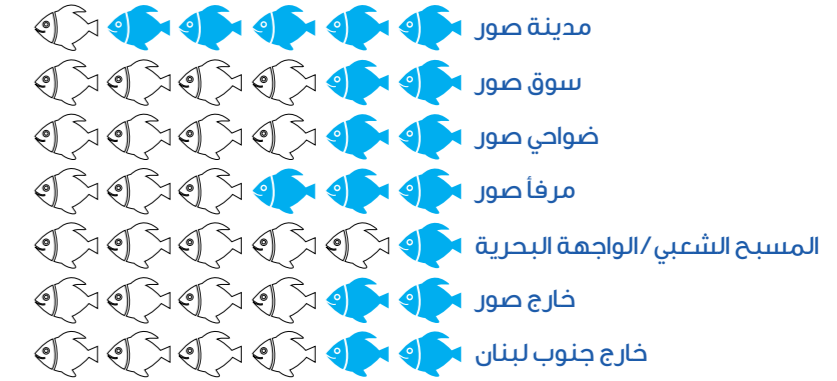 مدينة صور
سوق صور
ضواحي صور
مرفأ صور
المسبح الشعبي/الواجهة البحرية
خارج صور
خارج جنوب لبنان